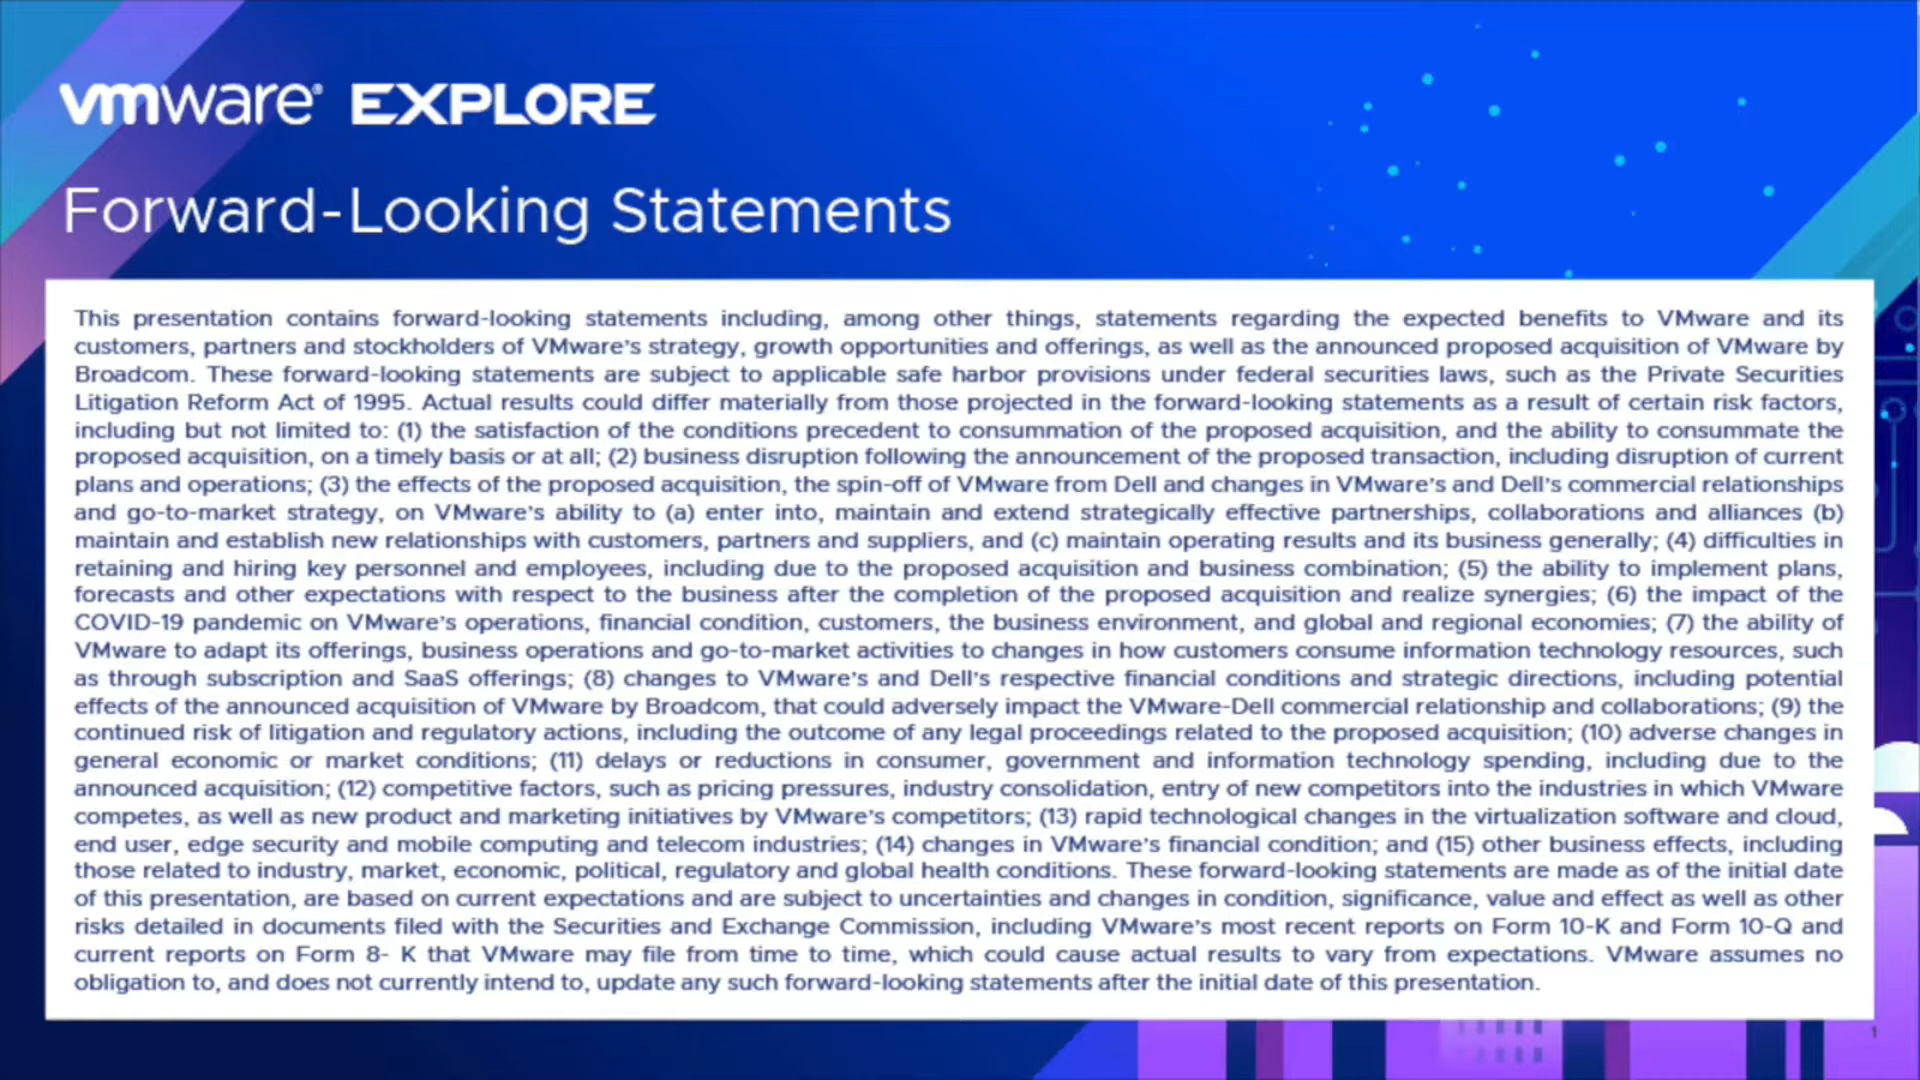 vmware® EXPLORE
Forward-Looking Statements
This presentation contains forward-looking statements including, among other things, statements regarding the expected benefits to VMware and its
customers, partners and stockholders of VMware's strategy, growth opportunities and offerings, as well as the announced proposed acquisition of VMware by
Broadcom. These forward-looking statements are subject to applicable safe harbor provisions under federal securities laws, such as the Private Securities
Litigation Reform Act of 1995. Actual results could differ materially from those projected in the forward-looking statements as a result of certain risk factors,
including but not limited to: (1) the satisfaction of the conditions precedent to consummation of the proposed acquisition, and the ability to consummate the
proposed acquisition, on a timely basis or at all; (2) business disruption following the announcement of the proposed transaction, including disruption of current
plans and operations; (3) the effects of the proposed acquisition, the spin-off of VMware from Dell and changes in VMware's and Dell's commercial relationships
and go-to-market strategy, on VMware's ability to (a) enter into, maintain and extend strategically effective partnerships, collaborations and alliances (b)
maintain and establish new relationships with customers, partners and suppliers, and (c) maintain operating results and its business generally; (4) difficulties in
retaining and hiring key personnel and employees, including due to the proposed acquisition and business combination; (5) the ability to implement plans,
forecasts and other expectations with respect to the business after the completion of the proposed acquisition and realize synergies; (6) the impact of the
COVID-19 pandemic on VMware's operations, financial condition, customers, the business environment, and global and regional economies; (7) the ability of
VMware to adapt its offerings, business operations and go-to-market activities to changes in how customers consume information technology resources, such
as through subscription and SaaS offerings; (8) changes to VMware's and Dell's respective financial conditions and strategic directions, including potential
effects of the announced acquisition of VMware by Broadcom, that could adversely impact the VMware-Dell commercial relationship and collaborations; (9) the
continued risk of litigation and regulatory actions, including the outcome of any legal proceedings related to the proposed acquisition; (10) adverse changes in
general economic or market conditions; (11) delays or reductions in consumer, government and information technology spending, including due to the
announced acquisition; (12) competitive factors, such as pricing pressures, industry consolidation, entry of new competitors into the industries in which VMware
competes, as well as new product and marketing initiatives by VMware's competitors; (13) rapid technological changes in the virtualization software and cloud,
end user, edge security and mobile computing and telecom industries; (14) changes in VMware's financial condition; and (15) other business effects, including
those related to industry, market, economic, political, regulatory and global health conditions. These forward-looking statements are made as of the initial date
of this presentation, are based on current expectations and are subject to uncertainties and changes in condition, significance, value and effect as well as other
risks detailed in documents filed with the Securities and Exchange Commission, including VMware's most recent reports on Form 10-K and Form 10-Q and
current reports on Form 8- K that VMware may file from time to time, which could cause actual results to vary from expectations. VMware assumes no
obligation to, and does not currently intend to, update any such forward-looking statements after the initial date of this presentation.
1